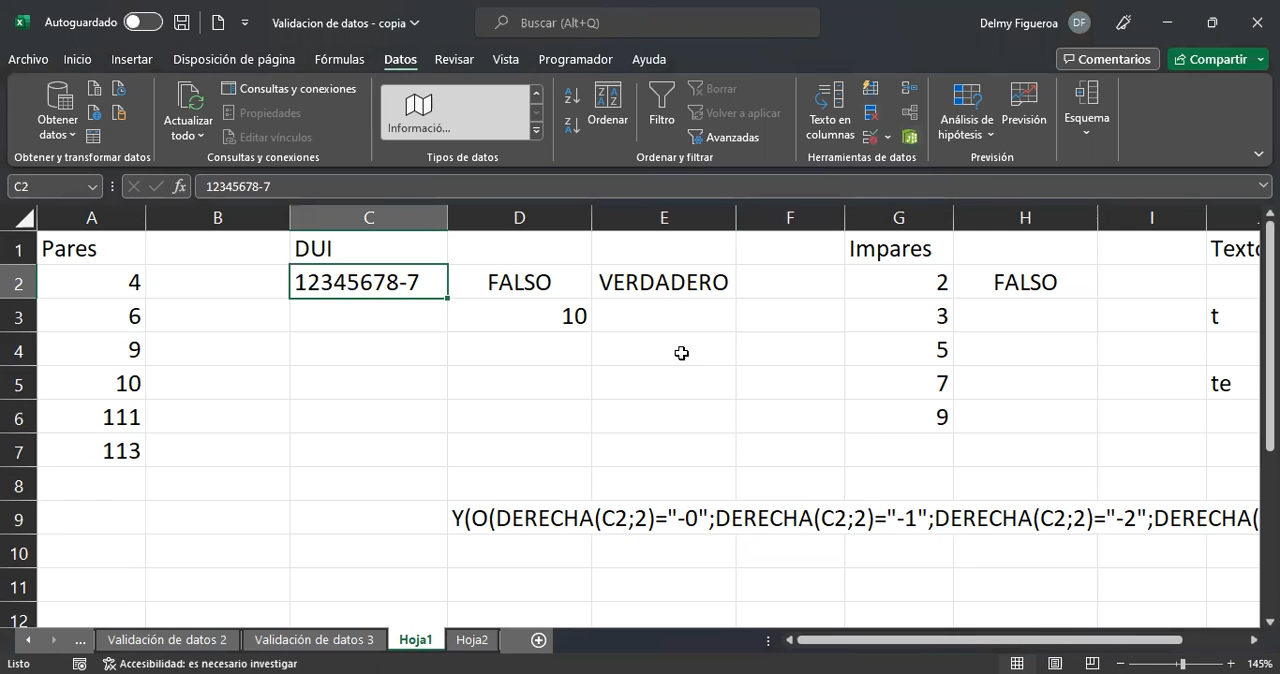 Autoguardado
Validacion de datos - copia
Buscar (Alt+Q)
Delmy Figueroa
DF
Archivo Inicio Insertar Disposición de página Fórmulas Datos Revisar Vista Programador Ayuda
Comentarios
Compartir
Obtener datos
Obtener y transformar datos
Actualizar todo
Consultas y conexiones
Propiedades
Editar vínculos
Consultas y conexiones
Informació...
Tipos de datos
Ordenar
Filtro
Borrar
Volver a aplicar
Avanzadas
Ordenar y filtrar
Texto en columnas
Herramientas de datos
Análisis de hipótesis
Previsión
Previsión
Esquema
C2
fx
12345678-7
A B C D E F G H I
1 Pares DUI Impares
2 4 12345678-7 FALSO VERDADERO 2 FALSO
3 6 10 3 t
4 9 5
5 10 7 te
6 111 9
7 113
8
9 Y(O(DERECHA(C2;2)="-0";DERECHA(C2;2)="-1";DERECHA(C2;2)="-2";DERECHA(
10
11
12
... Validación de datos 2 Validación de datos 3 Hoja1 Hoja2
Listo
Accesibilidad: es necesario investigar
145%